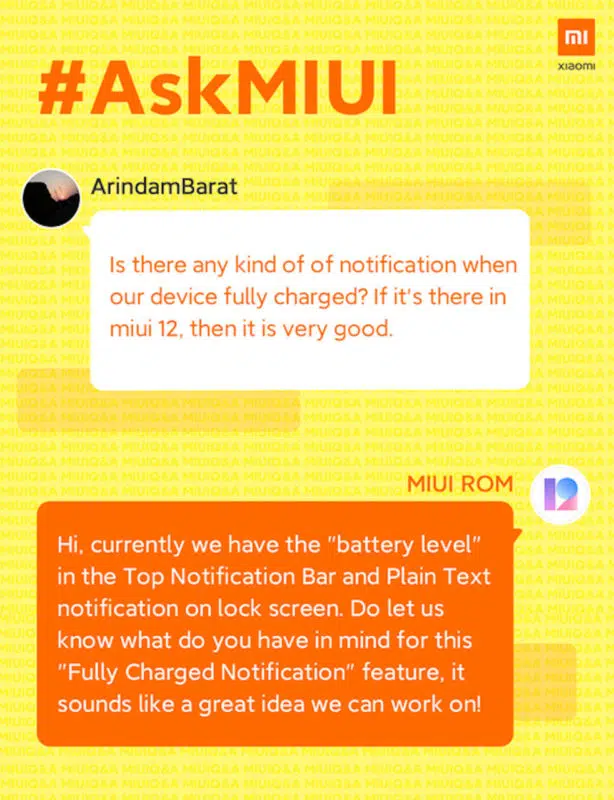 mi
xiaomi
#AskMIUI
ArindamBarat
Is there any kind of of notification when
our device fully charged? If it's there in
miui 12, then it is very good.
MIUI ROM
12
Hi, currently we have the "battery level"
in the Top Notification Bar and Plain Text
notification on lock screen. Do let us
know what do you have in mind for this
"Fully Charged Notification" feature, it
sounds like a great idea we can work on!